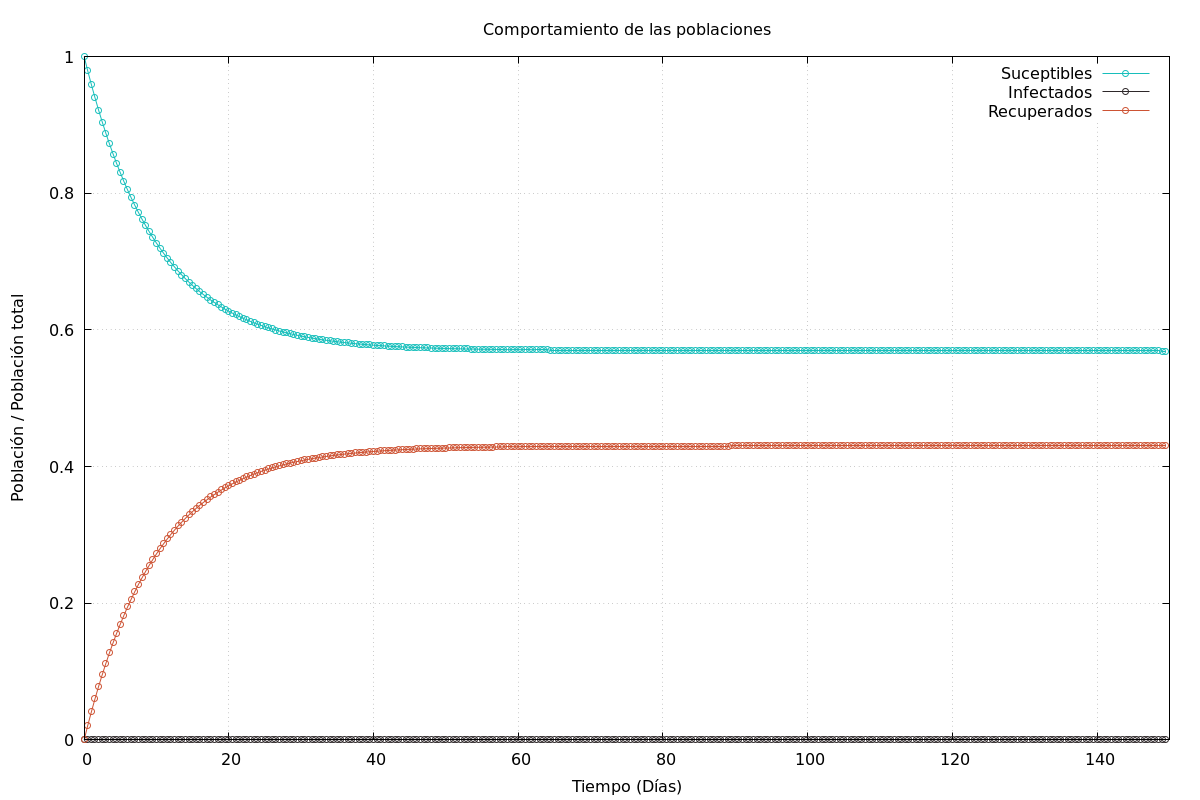 Comportamiento de las poblaciones
Suceptibles
Infectados
Recuperados
Población / Población total
1
0.8
0.6
0.4
0.2
0
0 20 40 60 80 100 120 140
Tiempo (Días)